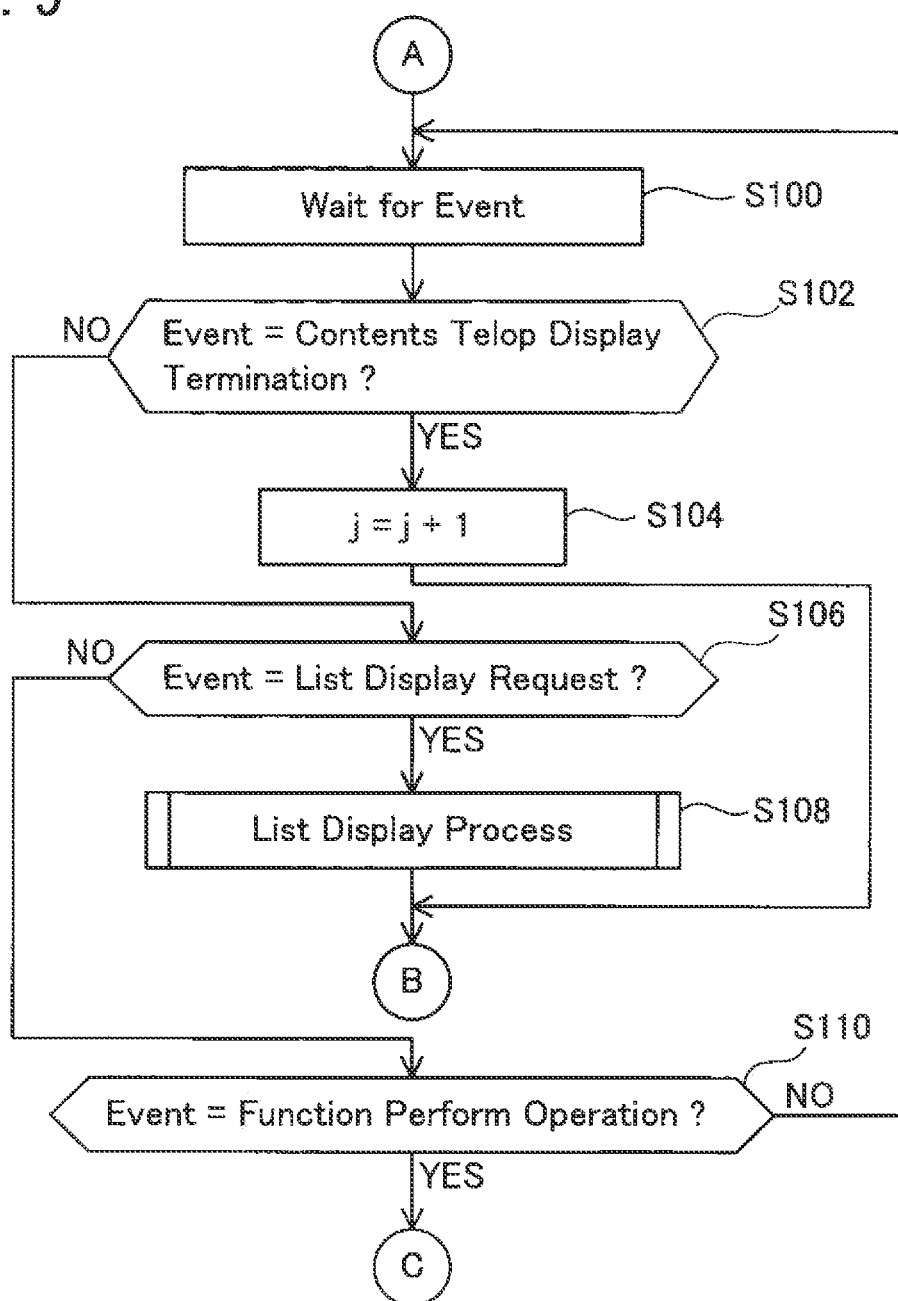 A
Wait for Event
S100
S102
NO
Event = Contents Telop Display
Termination ?
YES
j = j + 1
S104
S106
NO
Event = List Display Request ?
YES
List Display Process
S108
B
S110
Event = Function Perform Operation ?
NO
YES
C